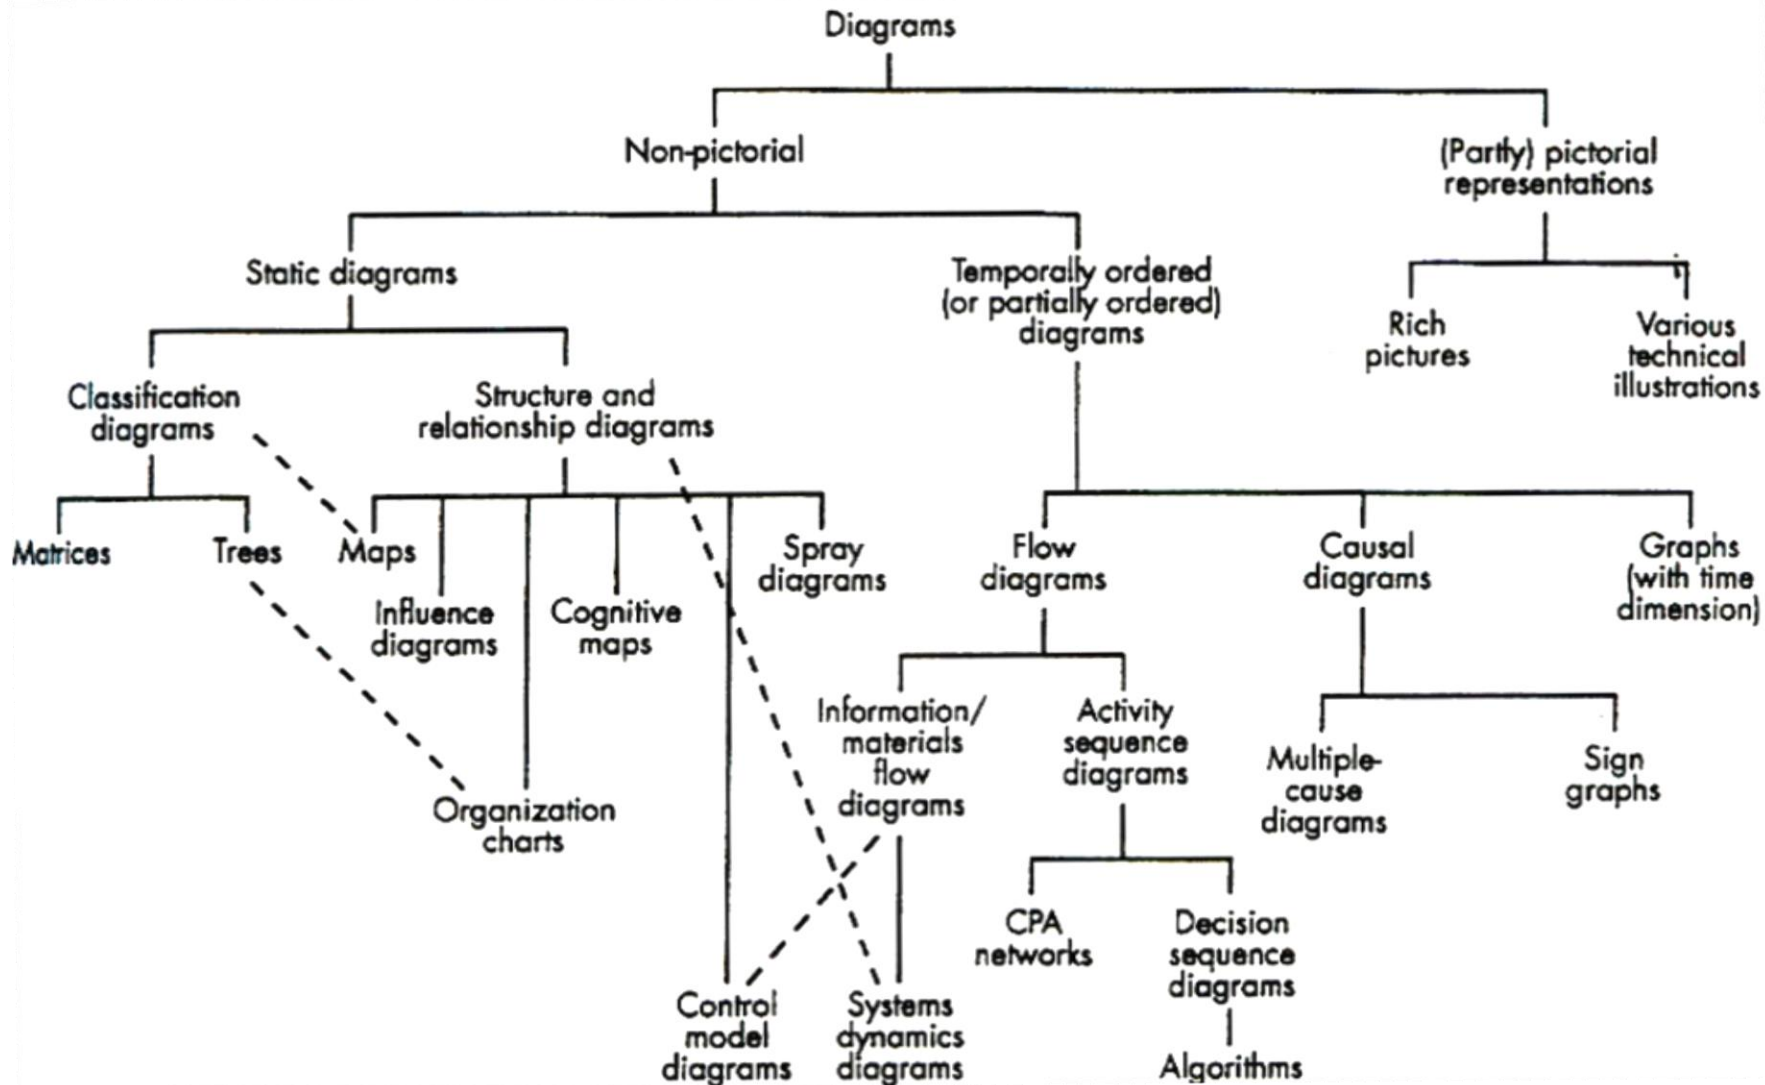 Diagrams
Non-pictorial
(Partly) pictorial
representations
Static diagrams
Temporally ordered
(or partially ordered)
diagrams
Rich
pictures
Various
technical
illustrations
Classification
diagrams
Structure and
relationship diagrams
Matrices
Trees
Maps
Influence
diagrams
Cognitive
maps
Spray
diagrams
Flow
diagrams
Causal
diagrams
Graphs
(with time
dimension)
Organization
charts
Information/
materials
flow
diagrams
Activity
sequence
diagrams
Multiple-
cause
diagrams
Sign
graphs
CPA
networks
Decision
sequence
diagrams
Control
model
diagrams
Systems
dynamics
diagrams
Algorithms